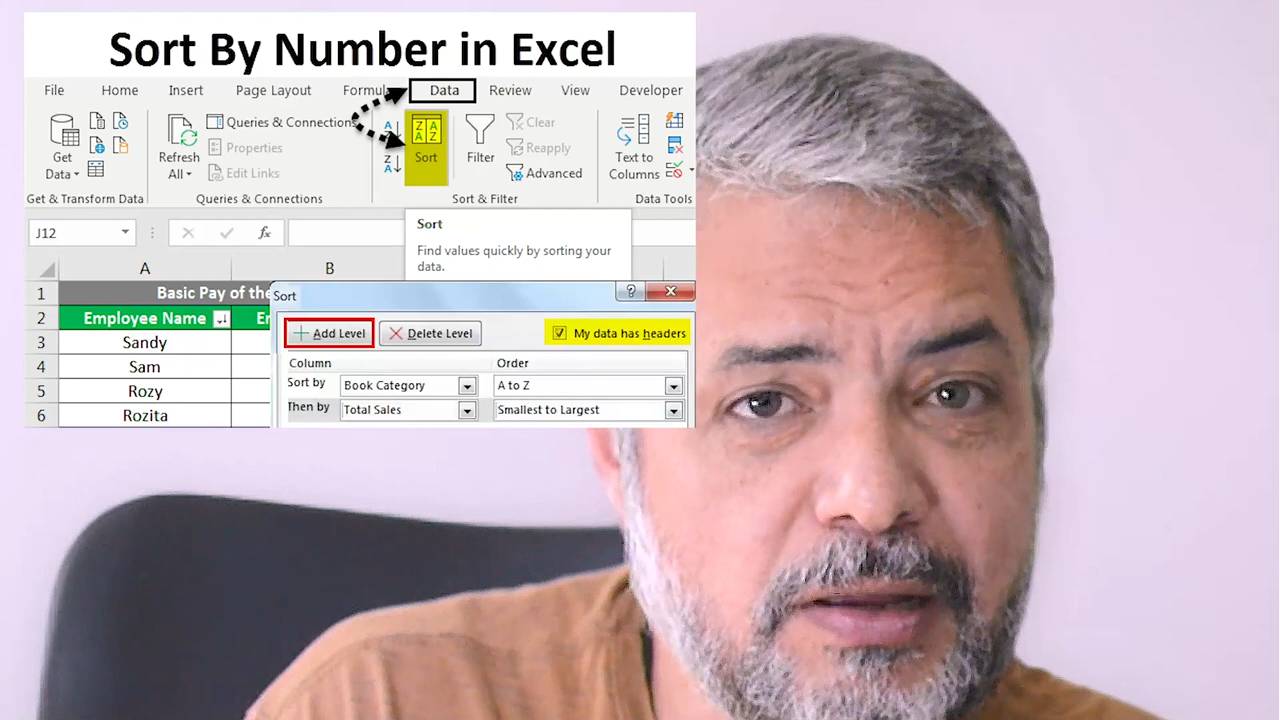 Sort By Number in Excel
File Home Insert Page Layout Formul Data Review View Developer
Queries & Connections Clear
Get Data Refresh All Properties Sort Filter Reapply Text to Columns
Edit Links Advanced
Get & Transform Data Queries & Connections Sort & Filter Data Tools
J12 fx Sort
Find values quickly by sorting your
data.
A B
1 Basic Pay of the Sort
2 Employee Name E Add Level Delete Level My data has headers
3 Sandy
Column Order
4 Sam Sort by Book Category A to Z
5 Rozy
6 Rozita Then by Total Sales Smallest to Largest